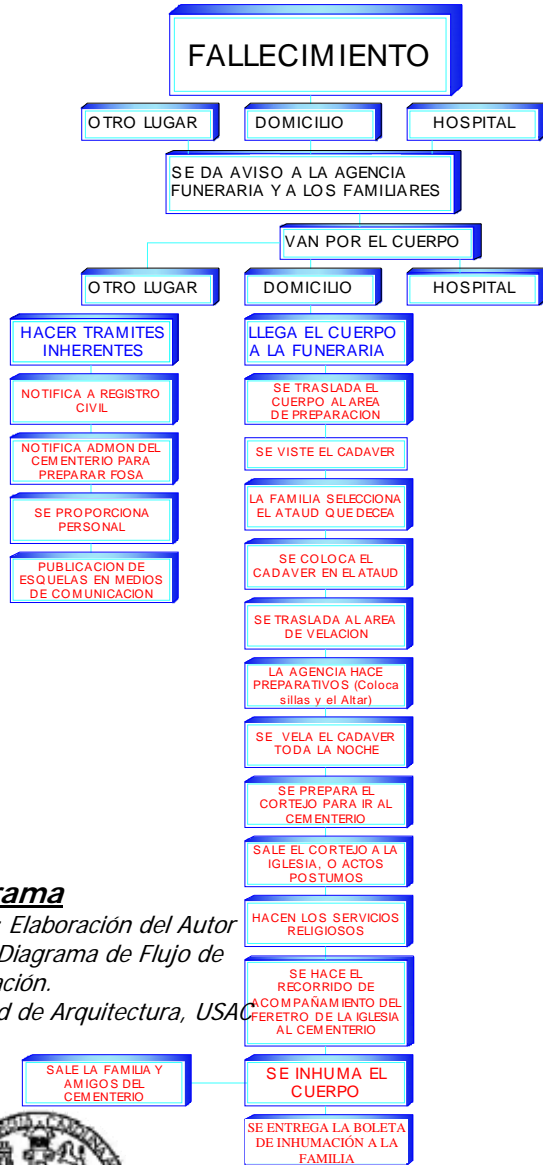 FALLECIMIENTO
OTRO LUGAR
DOMICILIO
HOSPITAL
SE DA AVISO A LA AGENCIA
FUNERARIA Y A LOS FAMILIARES
VAN POR EL CUERPO
OTRO LUGAR
DOMICILIO
HOSPITAL
HACER TRAMITES
INHERENTES
NOTIFICA A REGISTRO
CIVIL
NOTIFICA ADMON DEL
CEMENTERIO PARA
PREPARAR FOSA
SE PROPORCIONA
PERSONAL
PUBLICACION DE
ESQUELAS EN MEDIOS
DE COMUNICACION
LLEGA EL CUERPO
A LA FUNERARIA
SE TRASLADA EL
CUERPO AL AREA
DE PREPARACION
SE VISTE EL CADAVER
LA FAMILIA SELECCIONA
EL ATAUD QUE DECEA
SE COLOCA EL
CADAVER EN EL ATAUD
SE TRASLADA AL AREA
DE VELACION
LA AGENCIA HACE
PREPARATIVOS (Coloca
sillas y el Altar)
SE VELA EL CADAVER
TODA LA NOCHE
SE PREPARA EL
CORTEJO PARA IR AL
CEMENTERIO
SALE EL CORTEJO A LA
IGLESIA, O ACTOS
POSTUMOS
HACEN LOS SERVICIOS
RELIGIOSOS
SE HACE EL
RECORRIDO DE
ACOMPAÑAMIENTO DEL
FERETRO DE LA IGLESIA
AL CEMENTERIO
SE INHUMA EL
CUERPO
SALE LA FAMILIA Y
AMIGOS DEL
CEMENTERIO
SE ENTREGA LA BOLETA
DE INHUMACIÓN A LA
FAMILIA
rama
: Elaboración del Autor
Diagrama de Flujo de
ación.
d de Arquitectura, USAC